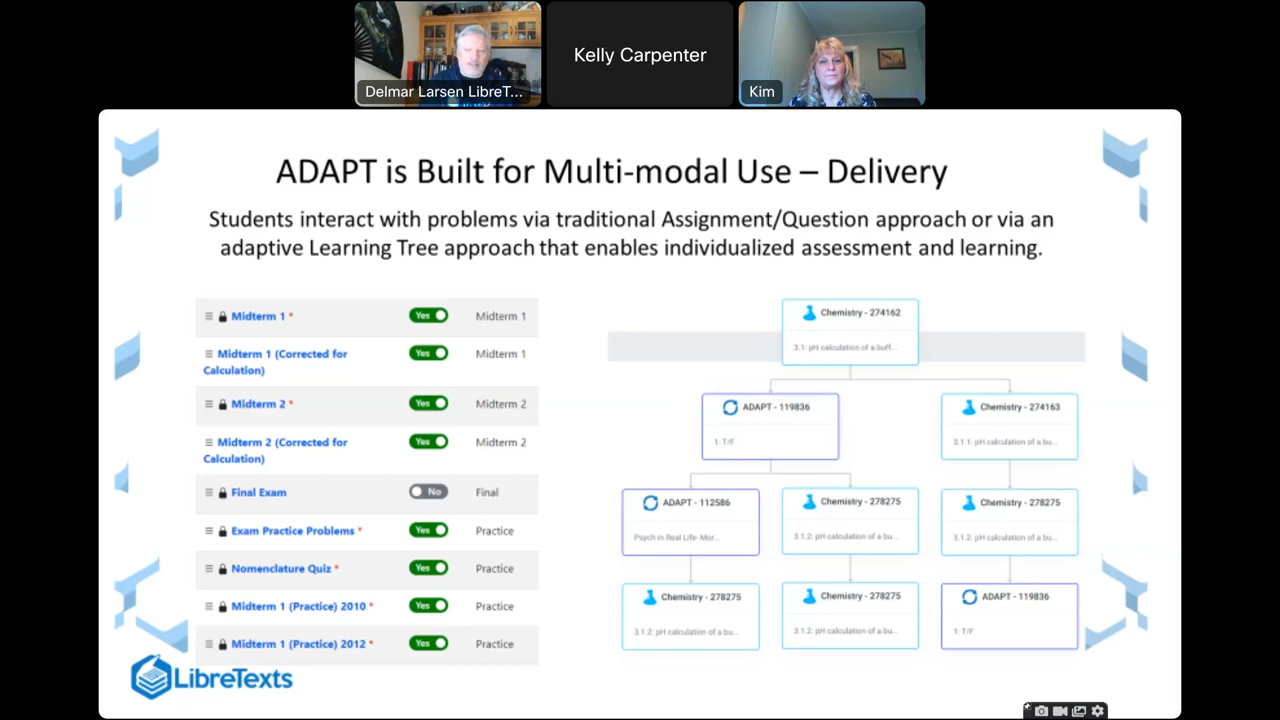 Delmar Larsen LibreT...
Kelly Carpenter
Kim
ADAPT is Built for Multi-modal Use – Delivery
Students interact with problems via traditional Assignment/Question approach or via an
adaptive Learning Tree approach that enables individualized assessment and learning.
Midterm 1 * Yes Midterm 1
Midterm 1 (Corrected for
Calculation) Yes Midterm 1
Midterm 2 * Yes Midterm 2
Midterm 2 (Corrected for
Calculation) Yes Midterm 2
Final Exam No Final
Exam Practice Problems * Yes Practice
Nomenclature Quiz * Yes Practice
Midterm 1 (Practice) 2010 * Yes Practice
Midterm 1 (Practice) 2012 * Yes Practice
Chemistry - 274162
3.1: pH calculation of a buff...
ADAPT - 119836
1: T/F
Chemistry - 274163
3.1.1: pH calculation of a bu...
ADAPT - 112586
Psych in Real Life- Mor...
Chemistry - 278275
3.1.2: pH calculation of a bu...
Chemistry - 278275
3.1.2: pH calculation of a bu...
Chemistry - 278275
3.1.2: pH calculation of a bu...
Chemistry - 278275
3.1.2: pH calculation of a bu...
ADAPT - 119836
1: T/F
LibreTexts